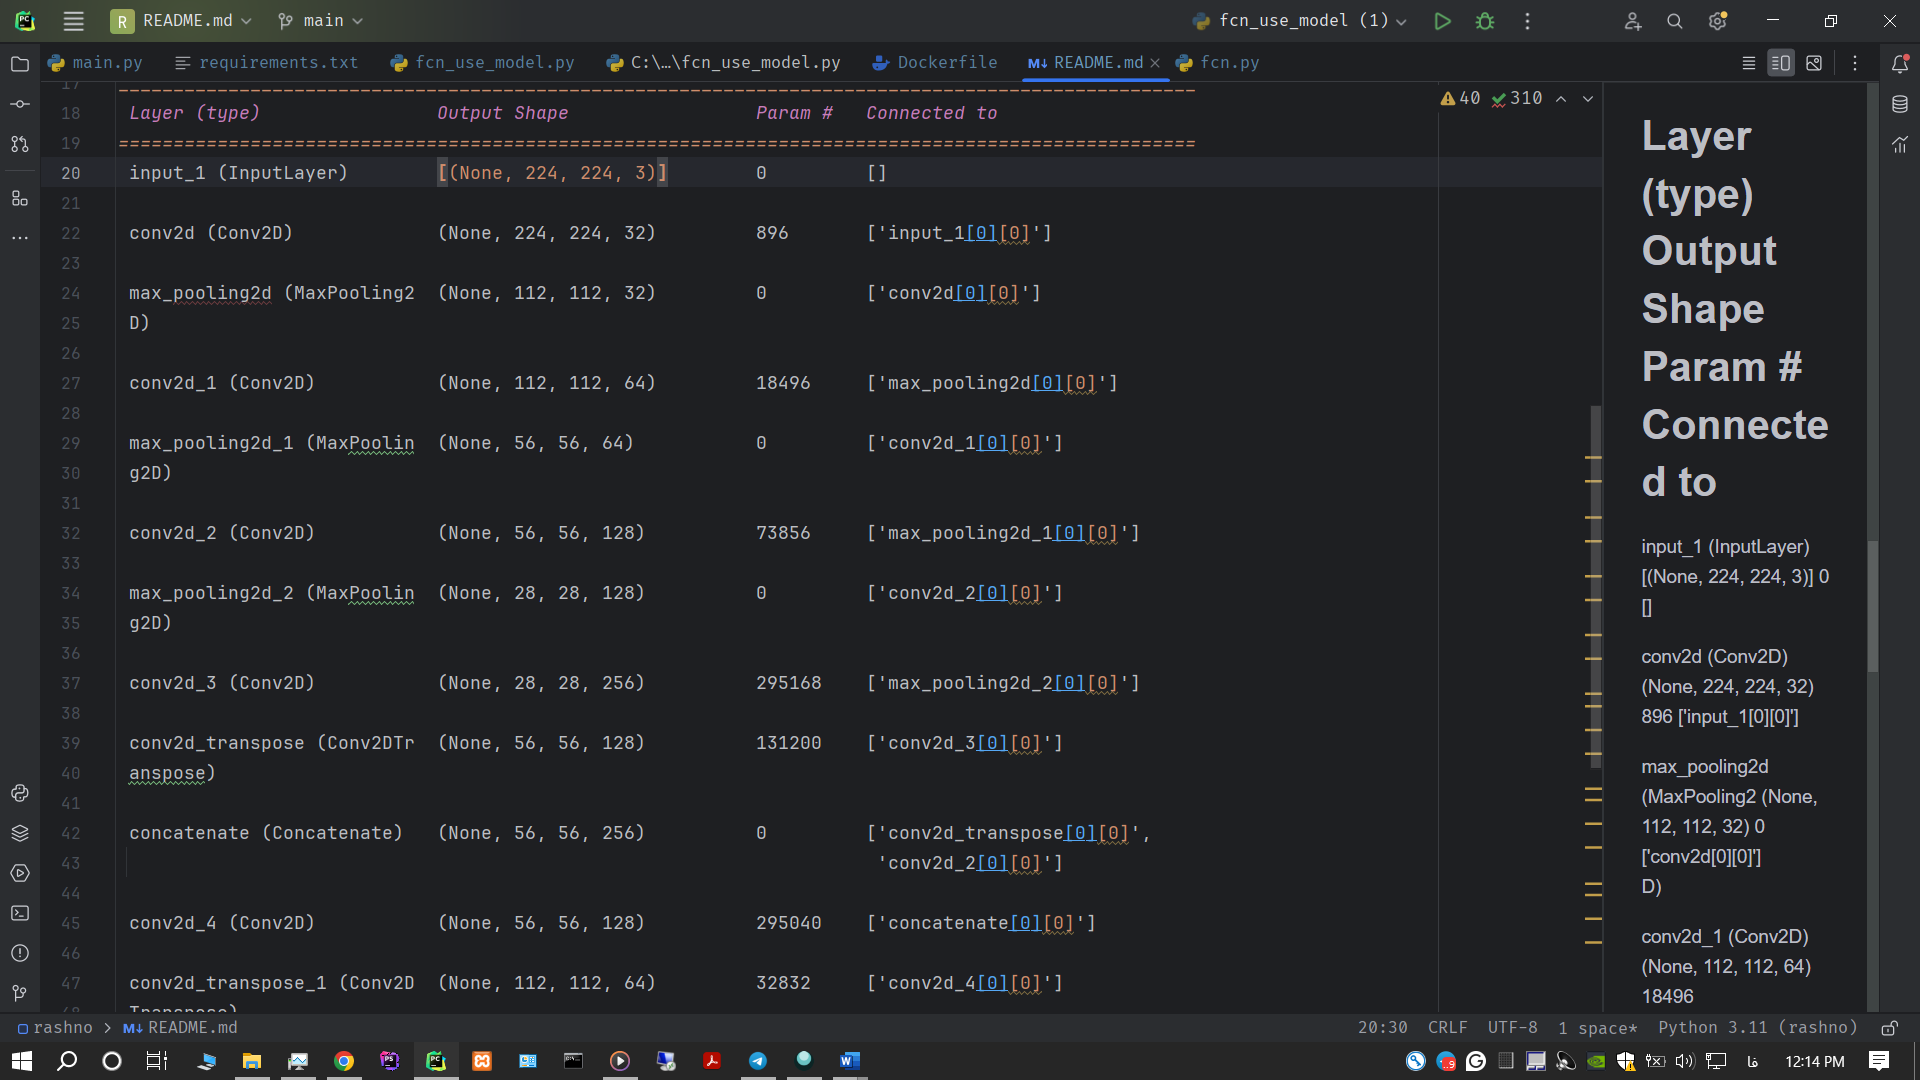 PC
R README.md
main
fcn_use_model (1)
main.py
requirements.txt
fcn_use_model.py
C:\...\fcn_use_model.py
Dockerfile
M↓ README.md
fcn.py
40 310
17
18 Layer (type) Output Shape Param # Connected to
19 ==================================================================================================
20 input_1 (InputLayer) [(None, 224, 224, 3)] 0 []
21
22 conv2d (Conv2D) (None, 224, 224, 32) 896 ['input_1[0][0]']
23
24 max_pooling2d (MaxPooling2 (None, 112, 112, 32) 0 ['conv2d[0][0]']
25 D)
26
27 conv2d_1 (Conv2D) (None, 112, 112, 64) 18496 ['max_pooling2d[0][0]']
28
29 max_pooling2d_1 (MaxPoolin (None, 56, 56, 64) 0 ['conv2d_1[0][0]']
30 g2D)
31
32 conv2d_2 (Conv2D) (None, 56, 56, 128) 73856 ['max_pooling2d_1[0][0]']
33
34 max_pooling2d_2 (MaxPoolin (None, 28, 28, 128) 0 ['conv2d_2[0][0]']
35 g2D)
36
37 conv2d_3 (Conv2D) (None, 28, 28, 256) 295168 ['max_pooling2d_2[0][0]']
38
39 conv2d_transpose (Conv2DTr (None, 56, 56, 128) 131200 ['conv2d_3[0][0]']
40 anspose)
41
42 concatenate (Concatenate) (None, 56, 56, 256) 0 ['conv2d_transpose[0][0]',
43 'conv2d_2[0][0]']
44
45 conv2d_4 (Conv2D) (None, 56, 56, 128) 295040 ['concatenate[0][0]']
46
47 conv2d_transpose_1 (Conv2D (None, 112, 112, 64) 32832 ['conv2d_4[0][0]']
48 Transpose)
Layer
(type)
Output
Shape
Param #
Connecte
d to
input_1 (InputLayer)
[(None, 224, 224, 3)] 0
[]
conv2d (Conv2D)
(None, 224, 224, 32)
896 ['input_1[0][0]']
max_pooling2d
(MaxPooling2 (None,
112, 112, 32) 0
['conv2d[0][0]']
D)
conv2d_1 (Conv2D)
(None, 112, 112, 64)
18496
rashno > M↓ README.md
20:30 CRLF UTF-8 1 space* Python 3.11 (rashno)
فا 12:14 PM